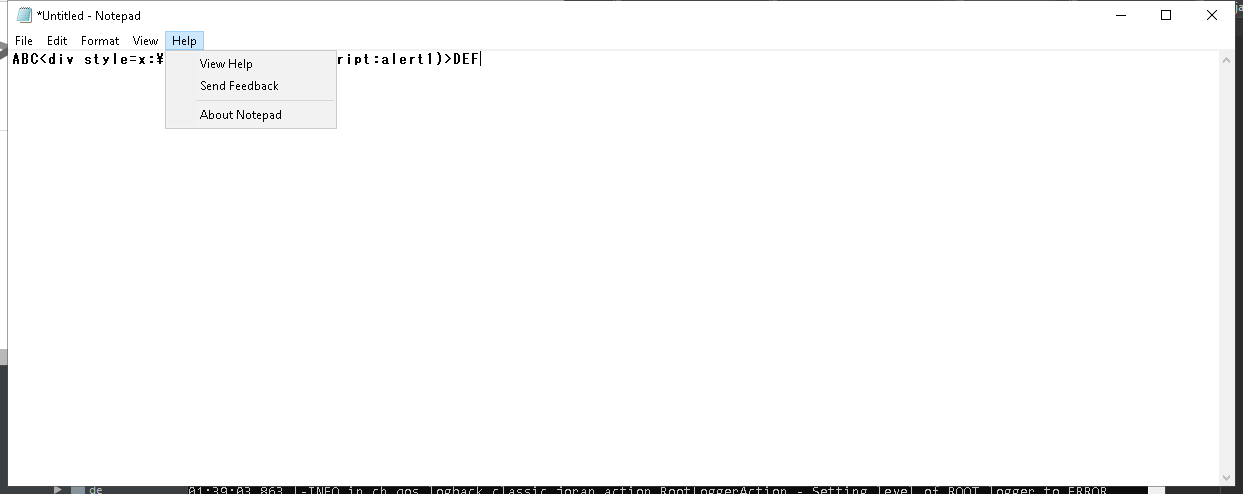 *Untitled - Notepad
File Edit Format View Help
ABC<div style=x:¥ ript:alert1)>DEF
View Help
Send Feedback
About Notepad
de
01:39:03,863 |-INFO in ch.qos.logback.classic.joran.action.RootLoggerAction - Setting level of ROOT logger to ERROR